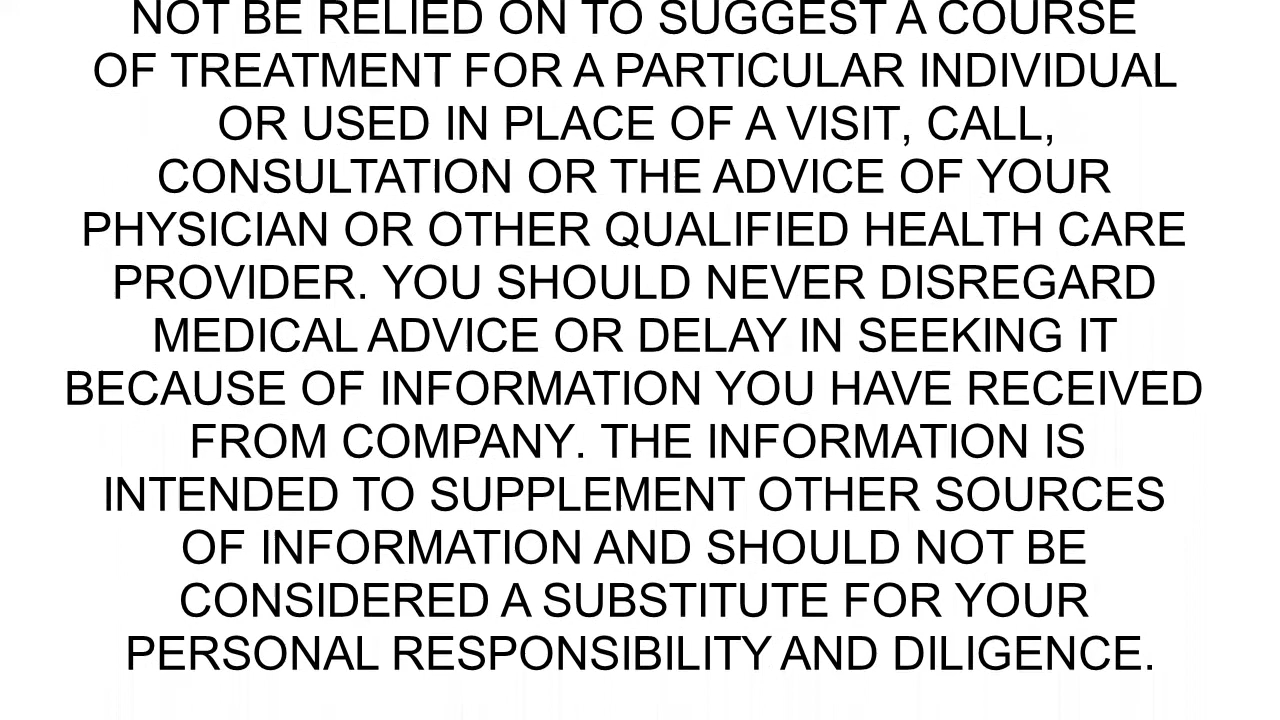 NOT BE RELIED ON TO SUGGEST A COURSE
OF TREATMENT FOR A PARTICULAR INDIVIDUAL
OR USED IN PLACE OF A VISIT, CALL,
CONSULTATION OR THE ADVICE OF YOUR
PHYSICIAN OR OTHER QUALIFIED HEALTH CARE
PROVIDER. YOU SHOULD NEVER DISREGARD
MEDICAL ADVICE OR DELAY IN SEEKING IT
BECAUSE OF INFORMATION YOU HAVE RECEIVED
FROM COMPANY. THE INFORMATION IS
INTENDED TO SUPPLEMENT OTHER SOURCES
OF INFORMATION AND SHOULD NOT BE
CONSIDERED A SUBSTITUTE FOR YOUR
PERSONAL RESPONSIBILITY AND DILIGENCE.